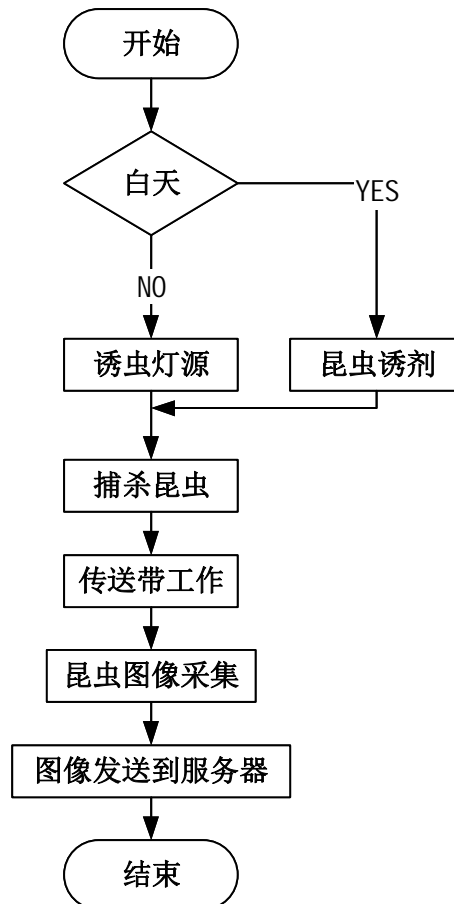 开始
白天
YES
NO
诱虫灯源
昆虫诱剂
捕杀昆虫
传送带工作
昆虫图像采集
图像发送到服务器
结束